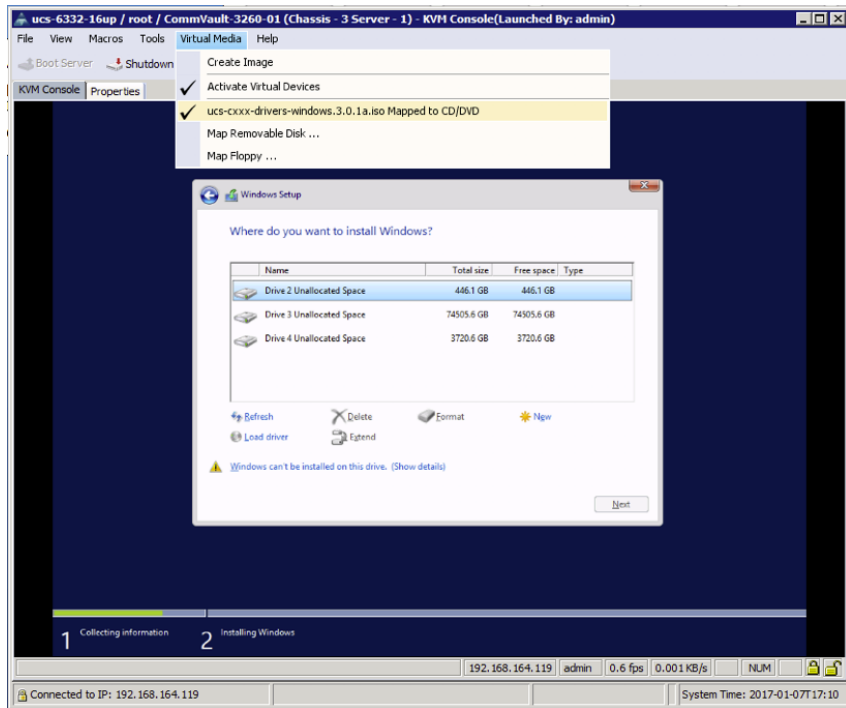 ucs-6332-16up / root / CommVault-3260-01 (Chassis - 3 Server - 1) - KVM Console(Launched By: admin)
File View Macros Tools Virtual Media Help
Boot Server Shutdown
Create Image
Activate Virtual Devices
ucs-cxxx-drivers-windows.3.0.1a.iso Mapped to CD/DVD
Map Removable Disk ...
Map Floppy ...
KVM Console Properties
Windows Setup
Where do you want to install Windows?
Name Total size Free space Type
Drive 2 Unallocated Space 446.1 GB 446.1 GB
Drive 3 Unallocated Space 74505.6 GB 74505.6 GB
Drive 4 Unallocated Space 3720.6 GB 3720.6 GB
Refresh Delete Format New
Load driver Extend
Windows can't be installed on this drive. (Show details)
Next
1 Collecting information 2 Installing Windows
192.168.164.119 admin 0.6 fps 0.001 KB/s NUM
Connected to IP: 192.168.164.119 System Time: 2017-01-07T17:10